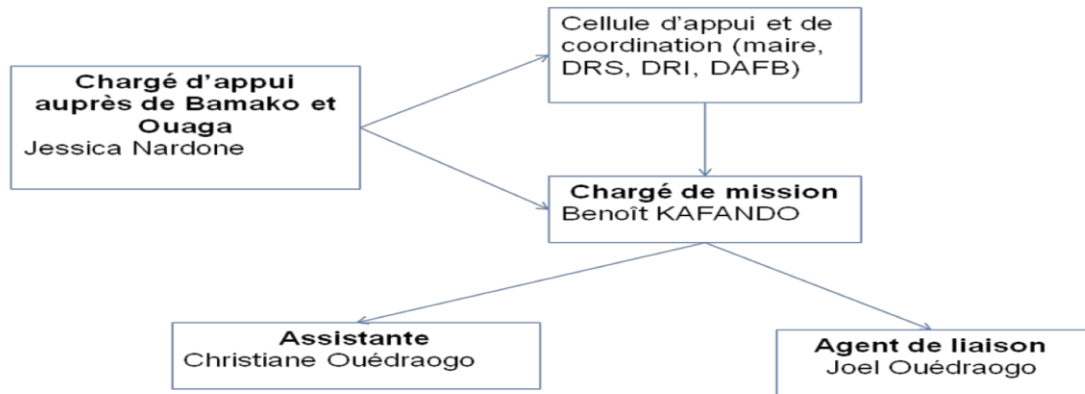 Cellule d'appui et de
coordination (maire,
DRS, DRI, DAFB)
Chargé d'appui
auprès de Bamako et
Ouaga
Jessica Nardone
Chargé de mission
Benoît KAFANDO
Assistante
Christiane Ouédraogo
Agent de liaison
Joel Ouédraogo